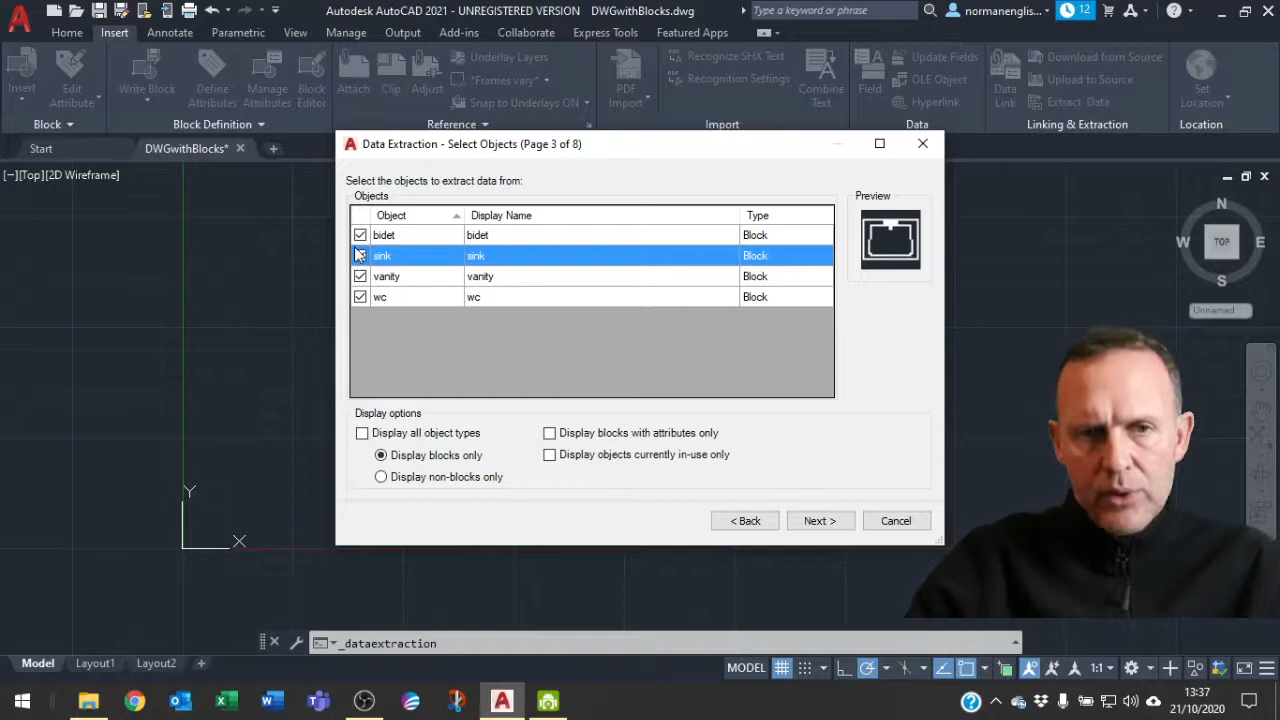 Autodesk AutoCAD 2021 - UNREGISTERED VERSION DWGwithBlocks.dwg
Type a keyword or phrase
normanenglis...
12
Home Insert Annotate Parametric View Manage Output Add-ins Collaborate Express Tools Featured Apps
Insert
Edit Attribute
Write Block
Define Attributes
Manage Attributes
Block Editor
Attach
Clip
Adjust
Underlay Layers
*Frames vary*
Snap to Underlays ON
PDF Import
Recognize SHX Text
Recognition Settings
Combine Text
Field
Update Fields
OLE Object
Hyperlink
Data Link
Download from Source
Upload to Source
Extract Data
Set Location
Block Block Definition Reference Import Data Linking & Extraction Location
Start DWGwithBlocks*
[−][Top][2D Wireframe]
Data Extraction - Select Objects (Page 3 of 8)
Select the objects to extract data from:
Objects
Preview
Object Display Name Type
bidet bidet Block
sink sink Block
vanity vanity Block
wc wc Block
N
W TOP E
S
Unnamed
Display options
Display all object types
Display blocks with attributes only
Display blocks only
Display objects currently in-use only
Display non-blocks only
Y
X
< Back Next > Cancel
_dataextraction
Model Layout1 Layout2
MODEL
1:1
13:37
21/10/2020